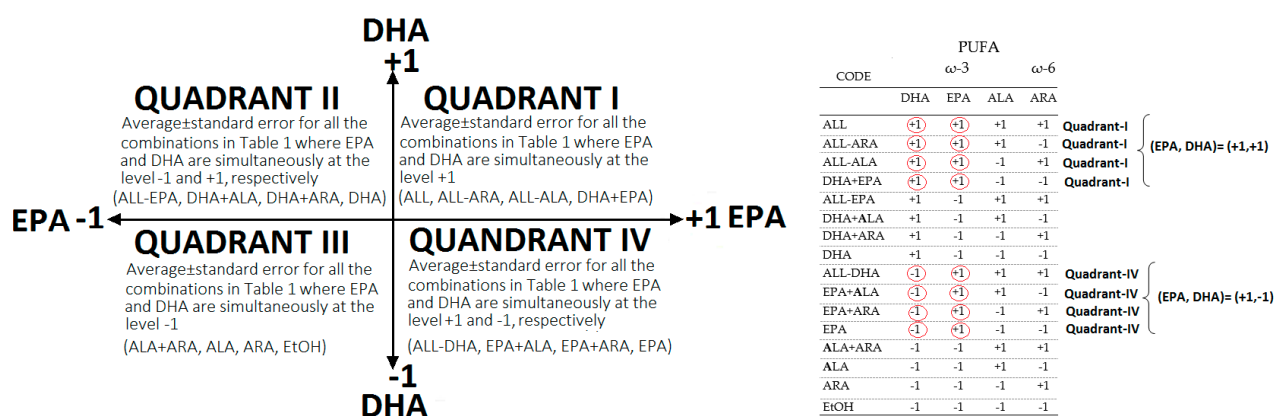 DHA
+1
QUADRANT II
Average±standard error for all the
combinations in Table 1 where EPA
and DHA are simultaneously at the
level -1 and +1, respectively
(ALL-EPA, DHA+ALA, DHA+ARA, DHA)
QUADRANT I
Average±standard error for all the
combinations in Table 1 where EPA
and DHA are simultaneously at the
level +1
(ALL, ALL-ARA, ALL-ALA, DHA+EPA)
EPA -1
+1 EPA
QUADRANT III
Average±standard error for all the
combinations in Table 1 where EPA
and DHA are simultaneously at the
level -1
(ALA+ARA, ALA, ARA, EtOH)
QUANDRANT IV
Average±standard error for all the
combinations in Table 1 where EPA
and DHA are simultaneously at the
level +1 and -1, respectively
(ALL-DHA, EPA+ALA, EPA+ARA, EPA)
-1
DHA
PUFA
CODE ω-3 ω-6
DHA EPA ALA ARA
ALL +1 +1 +1 +1 Quadrant-I
ALL-ARA +1 +1 +1 -1 Quadrant-I
ALL-ALA +1 +1 -1 +1 Quadrant-I
DHA+EPA +1 +1 -1 -1 Quadrant-I
(EPA, DHA)= (+1,+1)
ALL-EPA +1 -1 +1 +1
DHA+ALA +1 -1 +1 -1
DHA+ARA +1 -1 -1 +1
DHA +1 -1 -1 -1
ALL-DHA -1 +1 +1 +1 Quadrant-IV
EPA+ALA -1 +1 +1 -1 Quadrant-IV
EPA+ARA -1 +1 -1 +1 Quadrant-IV
EPA -1 +1 -1 -1 Quadrant-IV
(EPA, DHA)= (+1,-1)
ALA+ARA -1 -1 +1 +1
ALA -1 -1 +1 -1
ARA -1 -1 -1 +1
EtOH -1 -1 -1 -1